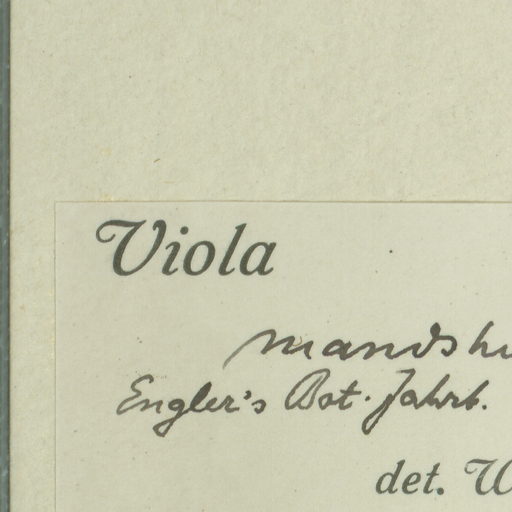 Viola
mandshu
Engler's Bot. Jahrb.
det. W